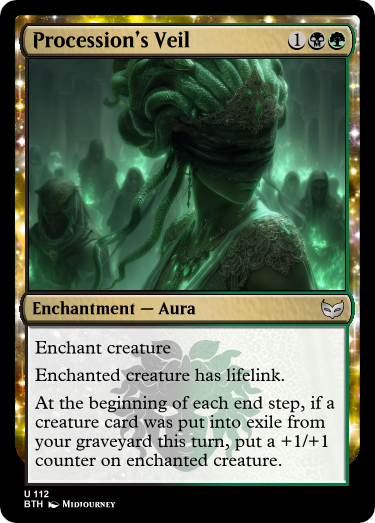 Procession's Veil 1
Enchantment — Aura
Enchant creature
Enchanted creature has lifelink.
At the beginning of each end step, if a
creature card was put into exile from
your graveyard this turn, put a +1/+1
counter on enchanted creature.
U 112
BTH Midjourney